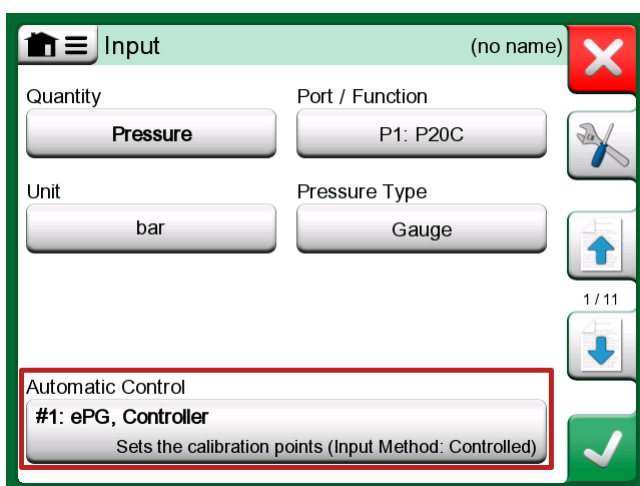 Input
(no name)
Quantity
Port / Function
Pressure
P1: P20C
Unit
Pressure Type
bar
Gauge
1 / 11
Automatic Control
#1: ePG, Controller
Sets the calibration points (Input Method: Controlled)